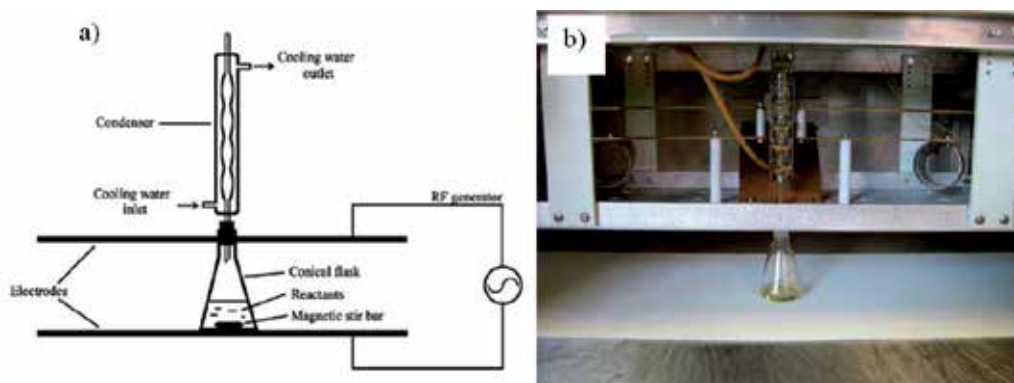 a)
Cooling water
outlet
Condenser
Cooling water
inlet
RF generator
Electrodes
Conical flask
Reactants
Magnetic stir bar
b)